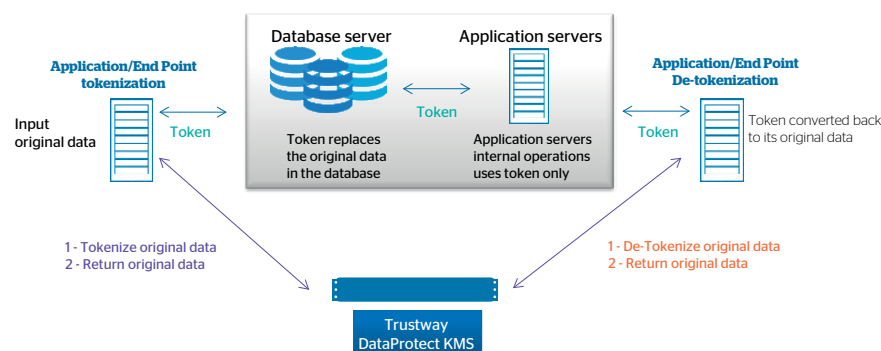 Database server
Application servers
Application/End Point
tokenization
Application/End Point
De-tokenization
Input
original data
Token
Token
Token
Token converted back
to its original data
Token replaces
the original data
in the database
Application servers
internal operations
uses token only
1 - Tokenize original data
2 - Return original data
1 - De-Tokenize original data
2 - Return original data
Trustway
DataProtect KMS